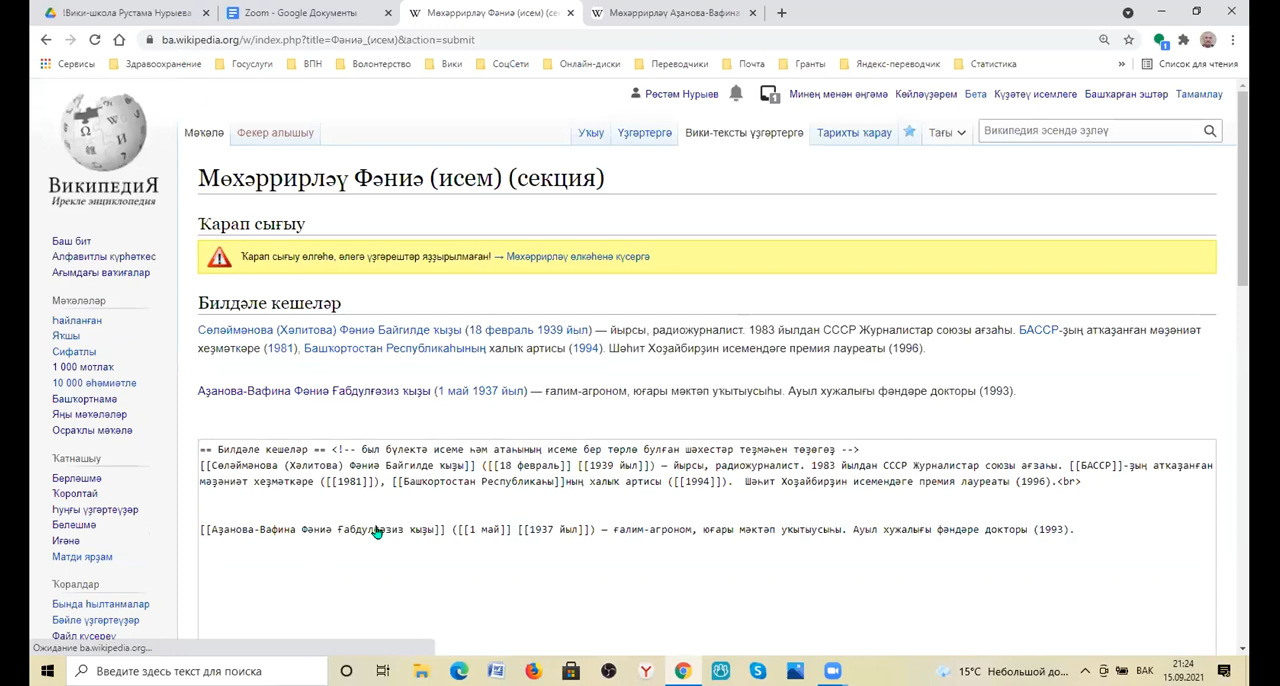 !Вики-школа Рустама Нурыева
Zoom - Google Документы
Мөхәррирләү Фәниә (исем) (се
Мөхәррирләү Аҙанова-Вафина
ba.wikipedia.org/w/index.php?title=Фәниә_(исем)&action=submit
Сервисы Здравоохранение Госуслуги ВПН Волонтерство Вики СоцСети Онлайн-диски Переводчики Почта Гранты Яндекс-переводчик Статистика » Список для чтения
Рөстәм Нурыев 1 Минең менән әңгәмә Көйләүҙәрем Бета Күҙәтеү исемлеге Башҡарған эштәр Тамамлау
Мәҡәлә Фекер алышыу Уҡыу Үҙгәртергә Вики-тексты үҙгәртергә Тарихты ҡарау Тағы Википедия эсендә эҙләү
ВикипедиЯ
Ирекле энциклопедия
Мөхәррирләү Фәниә (исем) (секция)
Ҡарап сығыу
Ҡарап сығыу өлгөһө, әлегә үҙгәрештәр яҙҙырылмаған! → Мөхәррирләү өлкәһенә күсергә
Билдәле кешеләр
Сөләймәнова (Хәлитова) Фәниә Байгилде ҡыҙы (18 февраль 1939 йыл) — йырсы, радиожурналист. 1983 йылдан СССР Журналистар союзы ағзаһы. БАССР-ҙың атҡаҙанған мәҙәниәт
хеҙмәткәре (1981), Башҡортостан Республикаһының халыҡ артисы (1994). Шәһит Хоҙайбирҙин исемендәге премия лауреаты (1996).
Аҙанова-Вафина Фәниә Ғабдулғәзиз ҡыҙы (1 май 1937 йыл) — ғалим-агроном, юғары мәктәп уҡытыусыһы. Ауыл хужалығы фәндәре докторы (1993).
== Билдәле кешеләр == <!-- был бүлектә исеме һәм атаһының исеме бер төрлө булған шәхестәр теҙмәһен төҙөгөҙ -->
[[Сөләймәнова (Хәлитова) Фәниә Байгилде ҡыҙы]] ([[18 февраль]] [[1939 йыл]]) — йырсы, радиожурналист. 1983 йылдан СССР Журналистар союзы ағзаһы. [[БАССР]]-ҙың атҡаҙанған
мәҙәниәт хеҙмәткәре ([[1981]]), [[Башҡортостан Республикаһы]]ның халыҡ артисы ([[1994]]). Шәһит Хоҙайбирҙин исемендәге премия лауреаты (1996).<br>
[[Аҙанова-Вафина Фәниә Ғабдулғәзиз ҡыҙы]] ([[1 май]] [[1937 йыл]]) — ғалим-агроном, юғары мәктәп уҡытыусыһы. Ауыл хужалығы фәндәре докторы (1993).
Баш бит
Алфавитлы күрһәткес
Ағымдағы ваҡиғалар
Мәҡәләләр
Һайланған
Яҡшы
Сифатлы
1 000 мотлаҡ
10 000 әһәмиәтле
Башҡортнамә
Яңы мәҡәләләр
Осраҡлы мәҡәлә
Ҡатнашыу
Берләшмә
Ҡоролтай
Һуңғы үҙгәртеүҙәр
Белешмә
Иғәнә
Матди ярҙам
Ҡоралдар
Бында һылтанмалар
Бәйле үҙгәртеүҙәр
Файл күсереү
Ожидание ba.wikipedia.org...
Введите здесь текст для поиска
15°C Небольшой до...
ВАК
21:24
15.09.2021